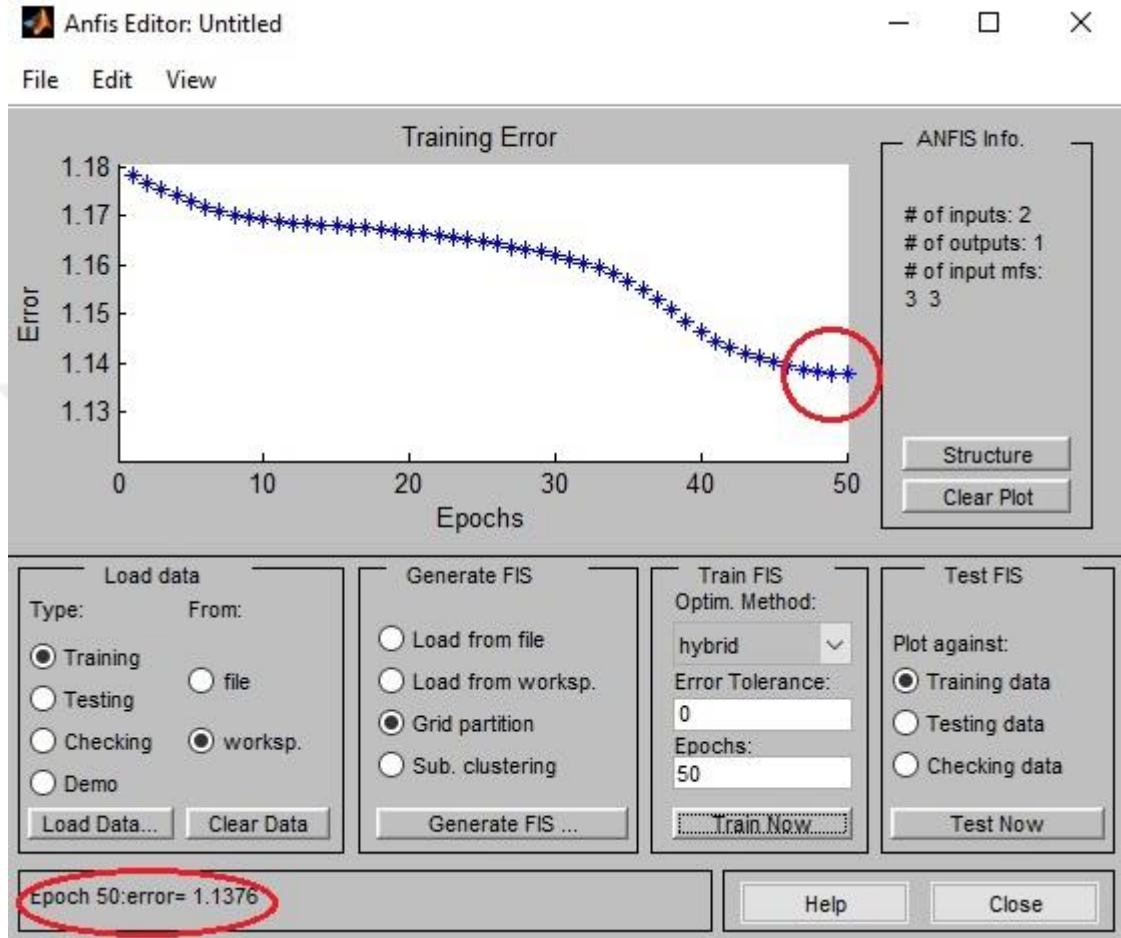 Anfis Editor: Untitled
File Edit View
Training Error
1.18
1.17
1.16
1.15
1.14
1.13
Error
0 10 20 30 40 50
Epochs
ANFIS Info.
# of inputs: 2
# of outputs: 1
# of input mfs:
3 3
Structure
Clear Plot
Load data
Type: From:
Training
Testing
Checking
Demo
file
worksp.
Load Data... Clear Data
Generate FIS
Load from file
Load from worksp.
Grid partition
Sub. clustering
Generate FIS ...
Train FIS
Optim. Method:
hybrid
Error Tolerance:
0
Epochs:
50
Train Now
Test FIS
Plot against:
Training data
Testing data
Checking data
Test Now
Epoch 50:error= 1.1376
Help Close